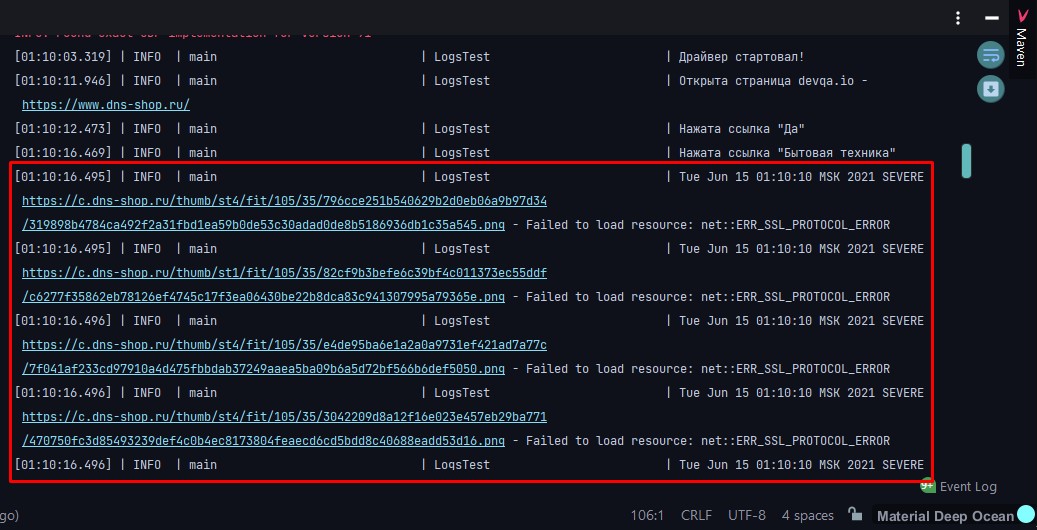 INFO: Found exact CDP implementation for version 91
[01:10:03.319] | INFO  | main                           | LogsTest                       | Драйвер стартовал!
[01:10:11.946] | INFO  | main                           | LogsTest                       | Открыта страница devqa.io -
https://www.dns-shop.ru/
[01:10:12.473] | INFO  | main                           | LogsTest                       | Нажата ссылка "Да"
[01:10:16.469] | INFO  | main                           | LogsTest                       | Нажата ссылка "Бытовая техника"
[01:10:16.495] | INFO  | main                           | LogsTest                       | Tue Jun 15 01:10:10 MSK 2021 SEVERE
https://c.dns-shop.ru/thumb/st4/fit/105/35/796cce251b540629b2d0eb06a9b97d34
/319898b4784ca492f2a31fbd1ea59b0de53c30adad0de8b5186936db1c35a545.png - Failed to load resource: net::ERR_SSL_PROTOCOL_ERROR
[01:10:16.495] | INFO  | main                           | LogsTest                       | Tue Jun 15 01:10:10 MSK 2021 SEVERE
https://c.dns-shop.ru/thumb/st1/fit/105/35/82cf9b3befe6c39bf4c011373ec55ddf
/c6277f35862eb78126ef4745c17f3ea06430be22b8dca83c941307995a79365e.png - Failed to load resource: net::ERR_SSL_PROTOCOL_ERROR
[01:10:16.496] | INFO  | main                           | LogsTest                       | Tue Jun 15 01:10:10 MSK 2021 SEVERE
https://c.dns-shop.ru/thumb/st4/fit/105/35/e4de95ba6e1a2a0a9731ef421ad7a77c
/7f041af233cd97910a4d475fbbdab37249aaea5ba09b6a5d72bf566b6def5050.png - Failed to load resource: net::ERR_SSL_PROTOCOL_ERROR
[01:10:16.496] | INFO  | main                           | LogsTest                       | Tue Jun 15 01:10:10 MSK 2021 SEVERE
https://c.dns-shop.ru/thumb/st4/fit/105/35/3042209d8a12f16e023e457eb29ba771
/470750fc3d85493239def4c0b4ec8173804feaecd6cd5bdd8c40688eadd53d16.png - Failed to load resource: net::ERR_SSL_PROTOCOL_ERROR
[01:10:16.496] | INFO  | main                           | LogsTest                       | Tue Jun 15 01:10:10 MSK 2021 SEVERE
Maven
9+ Event Log
go) 106:1 CRLF UTF-8 4 spaces Material Deep Ocean